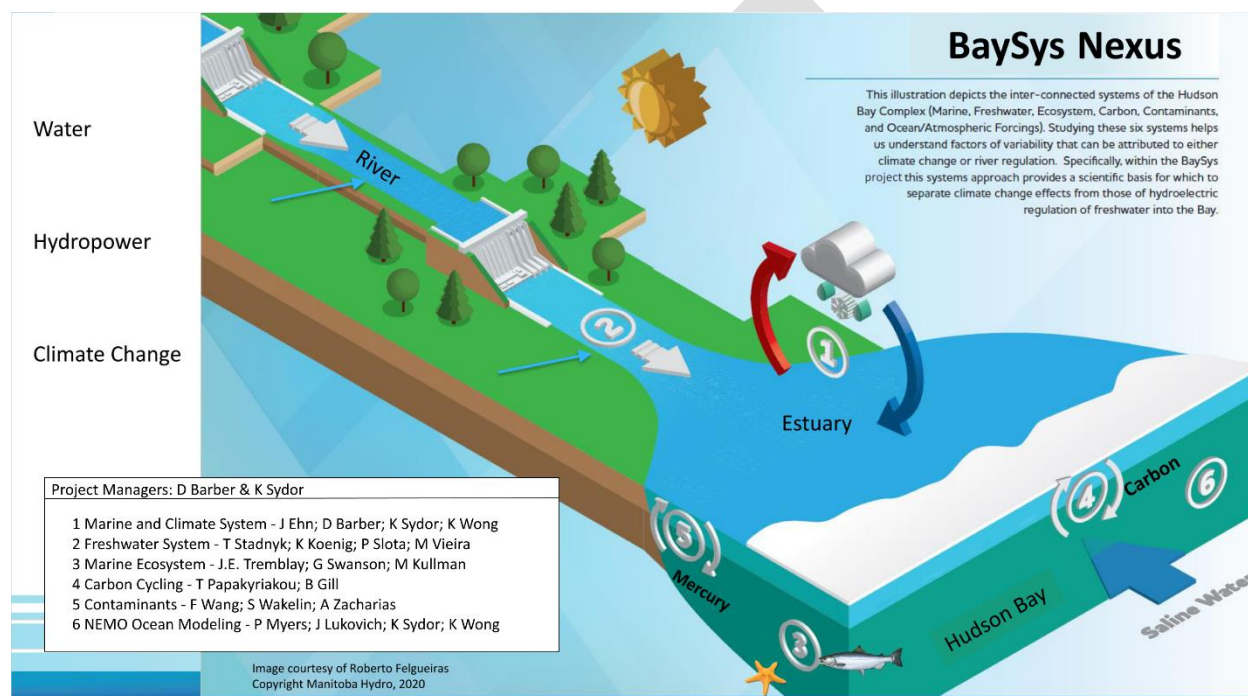 BaySys Nexus
This illustration depicts the inter-connected systems of the Hudson
Bay Complex (Marine, Freshwater, Ecosystem, Carbon, Contaminants,
and Ocean/Atmospheric Forcings). Studying these six systems helps
us understand factors of variability that can be attributed to either
climate change or river regulation. Specifically, within the BaySys
project this systems approach provides a scientific basis for which to
separate climate change effects from those of hydroelectric
regulation of freshwater into the Bay.
Water
Hydropower
Climate Change
River
2
1
Estuary
5
Mercury
3
4
Carbon
6
Hudson Bay
Saline Water
Project Managers: D Barber & K Sydor
1 Marine and Climate System - J Ehn; D Barber; K Sydor; K Wong
2 Freshwater System - T Stadnyk; K Koenig; P Slota; M Vieira
3 Marine Ecosystem - J.E. Tremblay; G Swanson; M Kullman
4 Carbon Cycling - T Papakyriakou; B Gill
5 Contaminants - F Wang; S Wakelin; A Zacharias
6 NEMO Ocean Modeling - P Myers; J Lukovich; K Sydor; K Wong
Image courtesy of Roberto Felgueiras
Copyright Manitoba Hydro, 2020